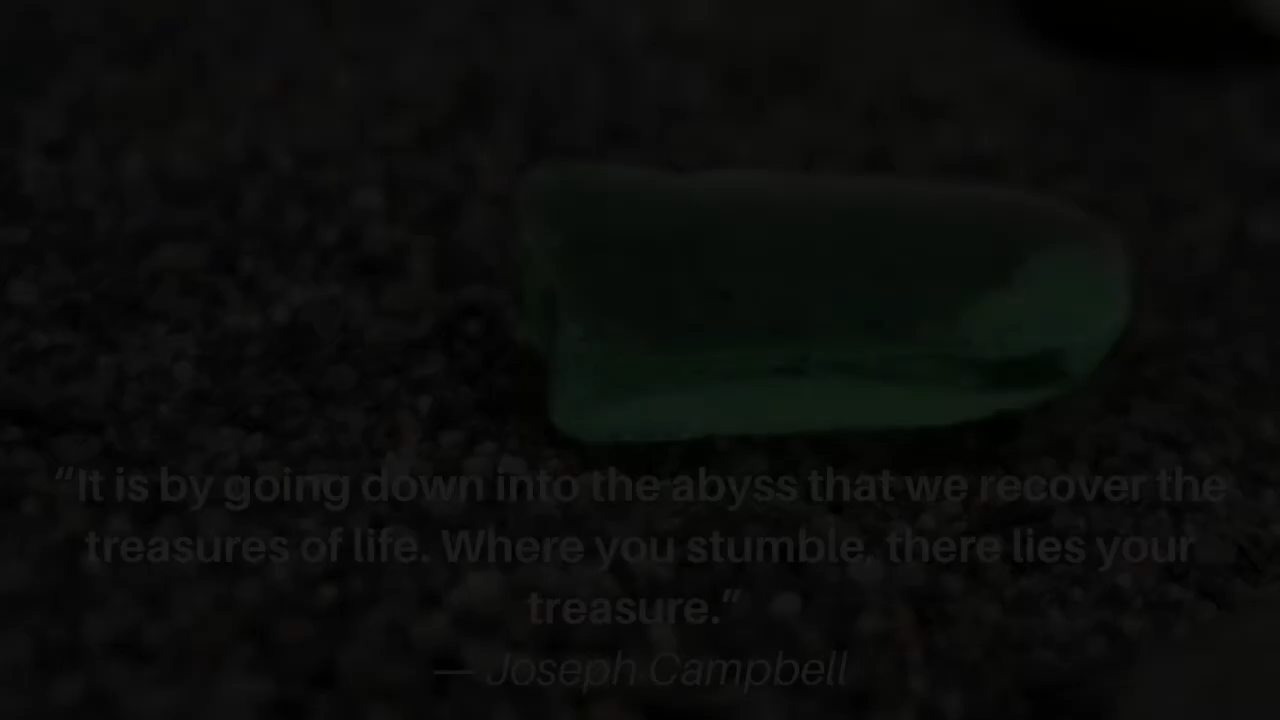 “It is by going down into the abyss that we recover the
treasures of life. Where you stumble, there lies your
treasure.”
— Joseph Campbell